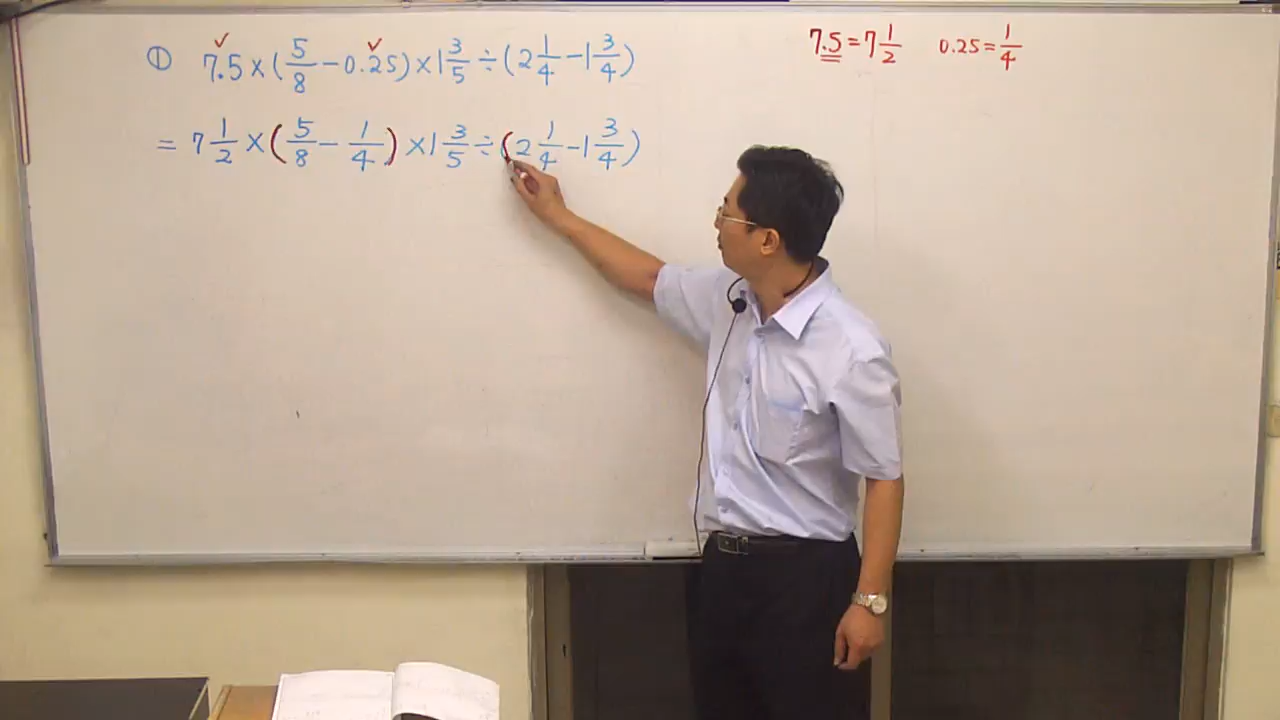 ① 7.5×(5/8-0.25)×1 3/5÷(2 1/4-1 3/4)
7.5=7 1/2 0.25=1/4
=7 1/2×(5/8-1/4)×1 3/5÷(2 1/4-1 3/4)